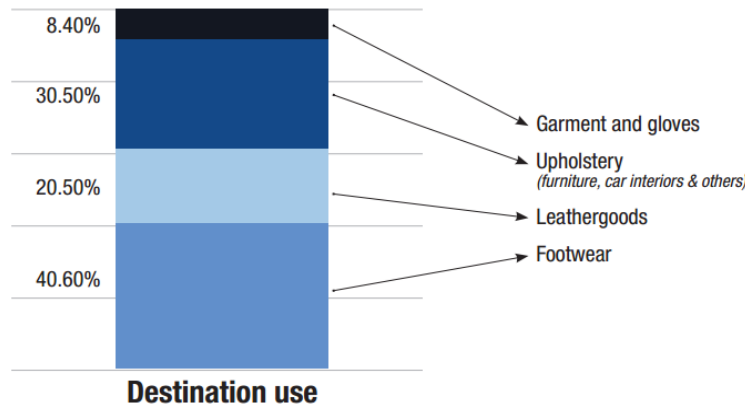 8.40%
30.50%
20.50%
40.60%
Garment and gloves
Upholstery
(furniture, car interiors & others)
Leathergoods
Footwear
Destination use